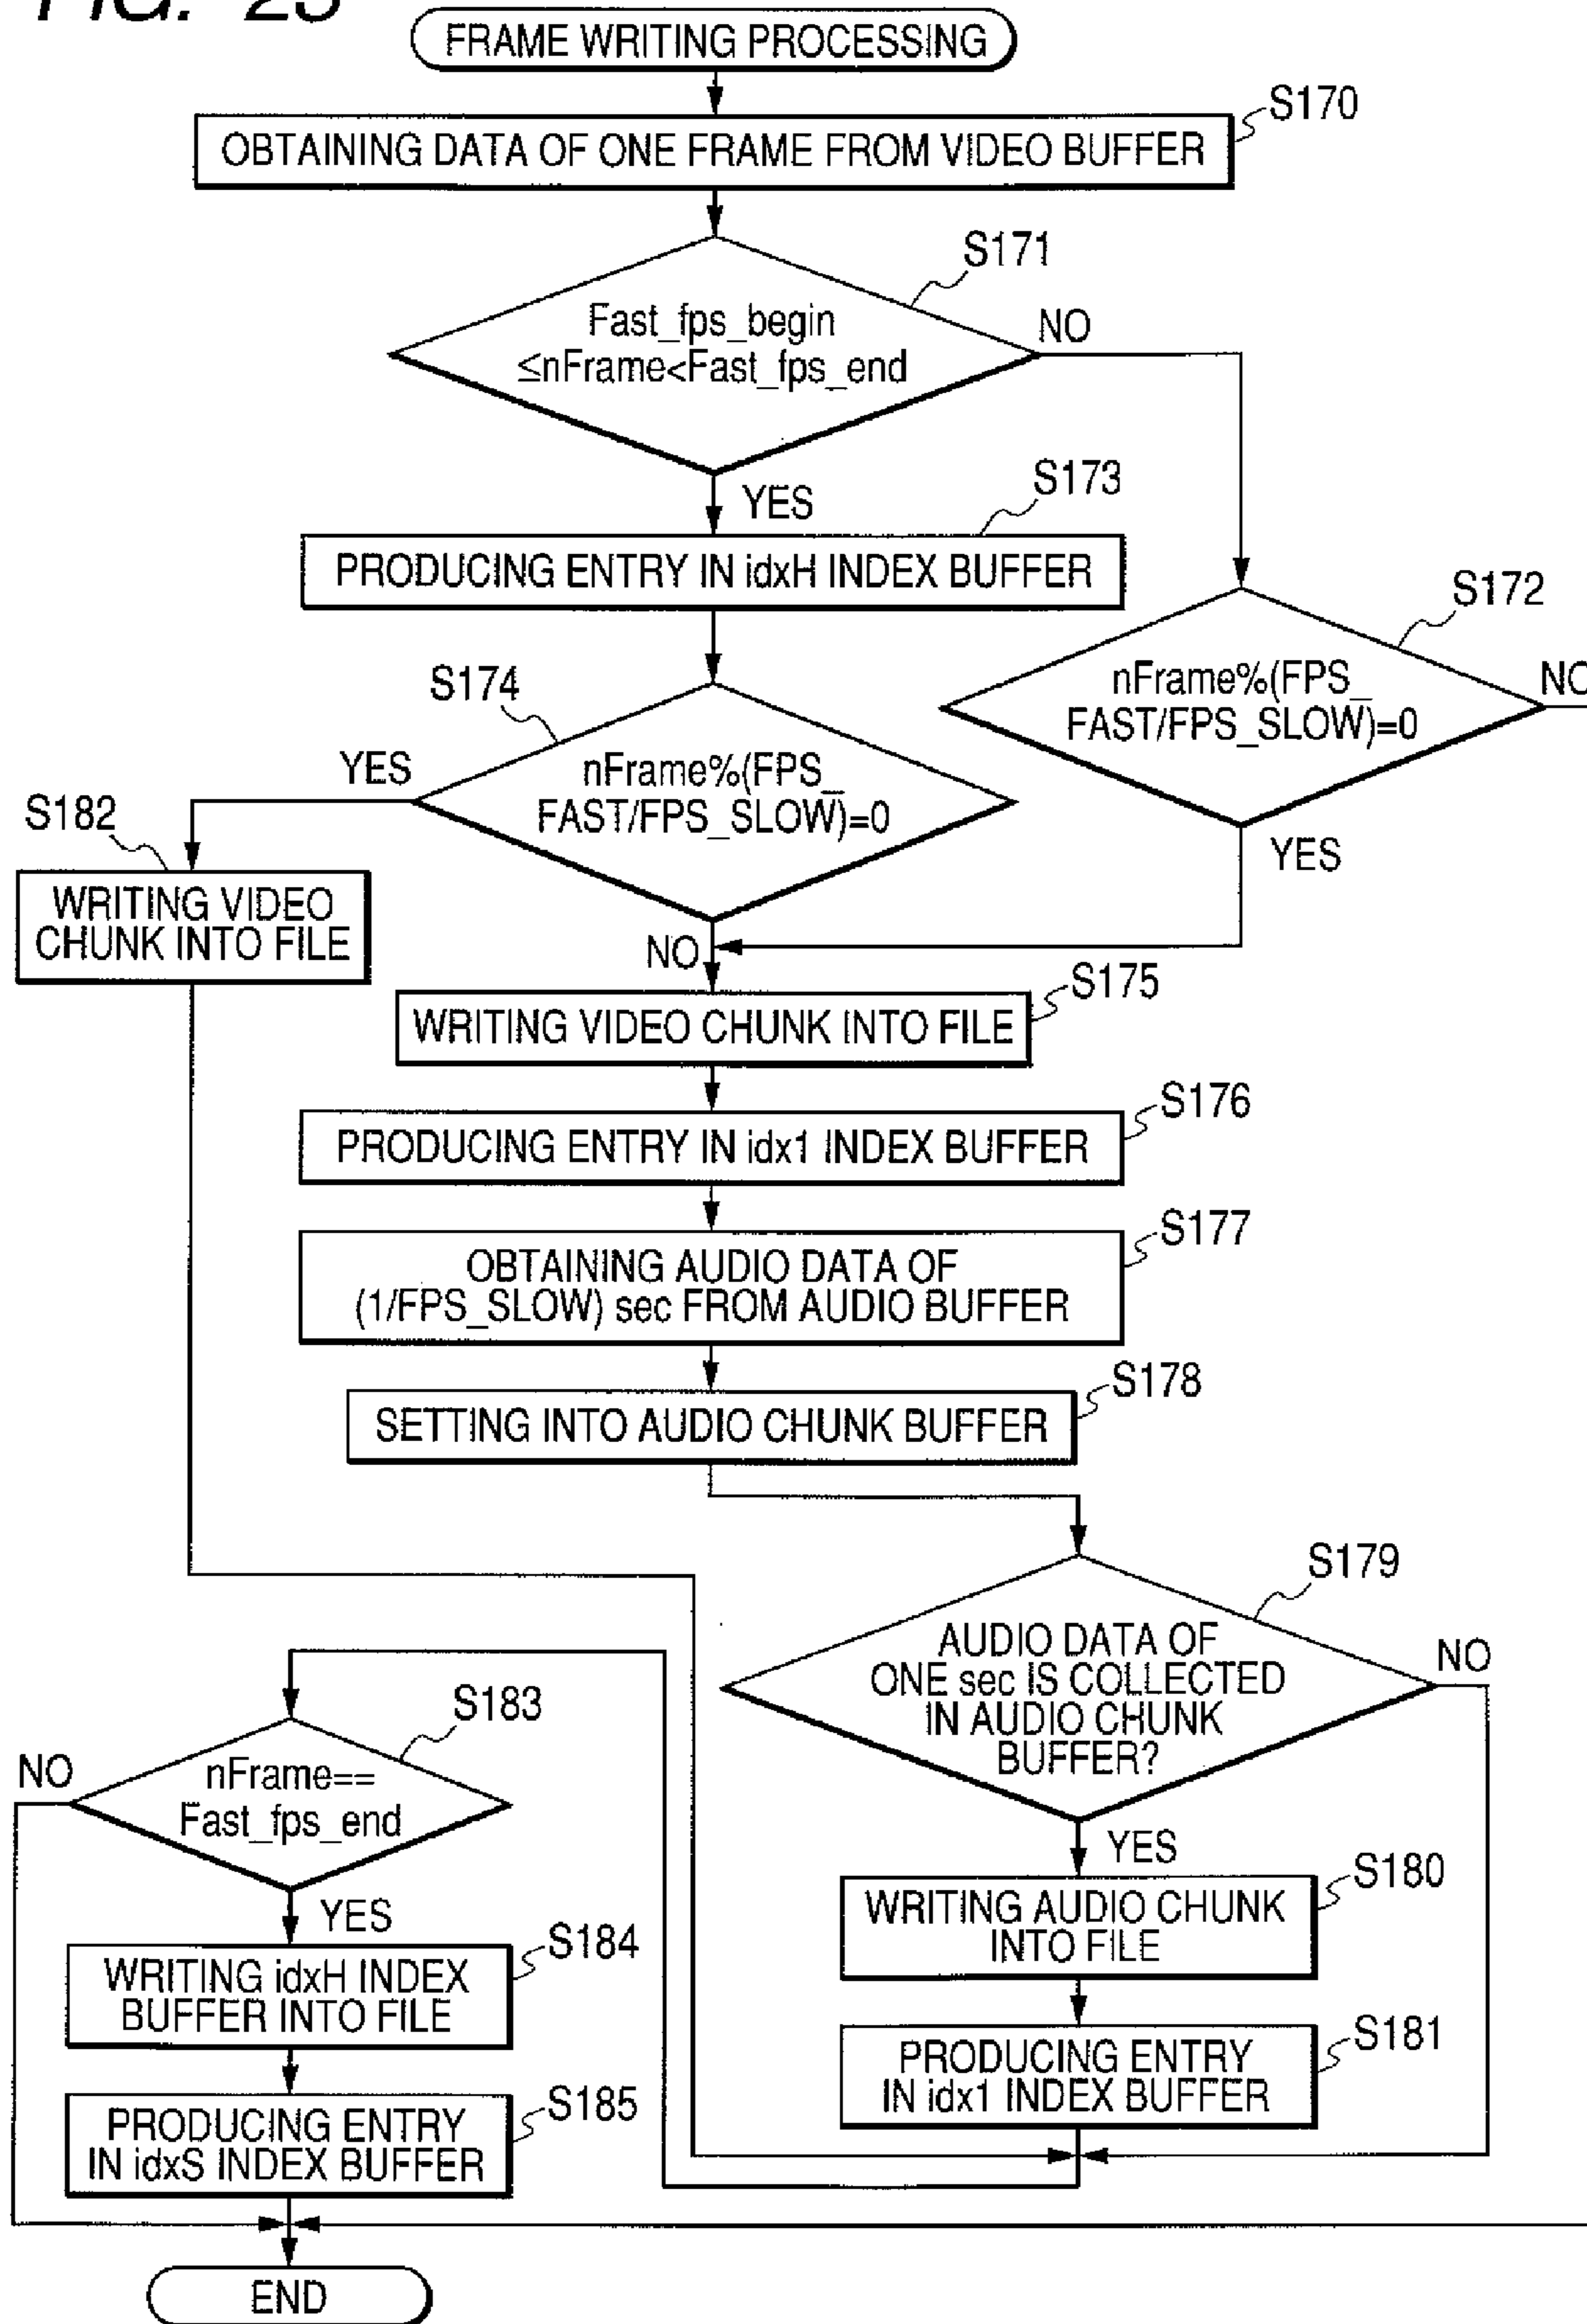 FIG. 23
FRAME WRITING PROCESSING
S170
OBTAINING DATA OF ONE FRAME FROM VIDEO BUFFER
S171
Fast_fps_begin
≤nFrame<Fast_fps_end
NO
YES
S173
PRODUCING ENTRY IN idxH INDEX BUFFER
S172
nFrame%(FPS_
FAST/FPS_SLOW)=0
NO
YES
S174
nFrame%(FPS_
FAST/FPS_SLOW)=0
YES
NO
S182
WRITING VIDEO
CHUNK INTO FILE
S175
WRITING VIDEO CHUNK INTO FILE
S176
PRODUCING ENTRY IN idx1 INDEX BUFFER
S177
OBTAINING AUDIO DATA OF
(1/FPS_SLOW) sec FROM AUDIO BUFFER
S178
SETTING INTO AUDIO CHUNK BUFFER
S179
AUDIO DATA OF
ONE sec IS COLLECTED
IN AUDIO CHUNK
BUFFER?
NO
YES
S180
WRITING AUDIO CHUNK
INTO FILE
S181
PRODUCING ENTRY
IN idx1 INDEX BUFFER
S183
nFrame==
Fast_fps_end
NO
YES
S184
WRITING idxH INDEX
BUFFER INTO FILE
S185
PRODUCING ENTRY
IN idxS INDEX BUFFER
END